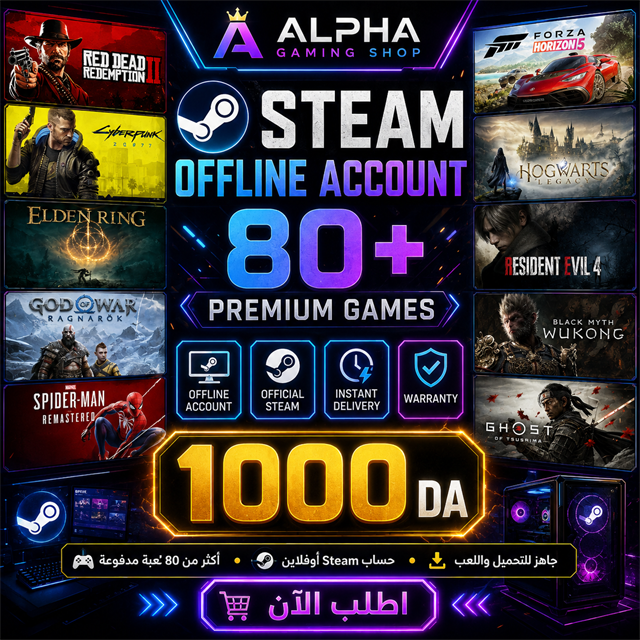 ALPHA
GAMING SHOP
RED DEAD
REDEMPTION II
Cyberpunk
2077
ELDEN RING
GOD OF WAR
RAGNARÖK
MARVEL
SPIDER-MAN
REMASTERED
FORZA
HORIZON 5
HOGWARTS
LEGACY
RESIDENT EVIL 4
BLACK MYTH
WUKONG
GHOST
OF TSUSHIMA
STEAM
OFFLINE ACCOUNT
80+
PREMIUM GAMES
OFFLINE
ACCOUNT
OFFICIAL
STEAM
INSTANT
DELIVERY
WARRANTY
1000 DA
جاهز للتحميل واللعب • حساب Steam أوفلاين • أكثر من 80 لعبة مدفوعة
اطلب الآن